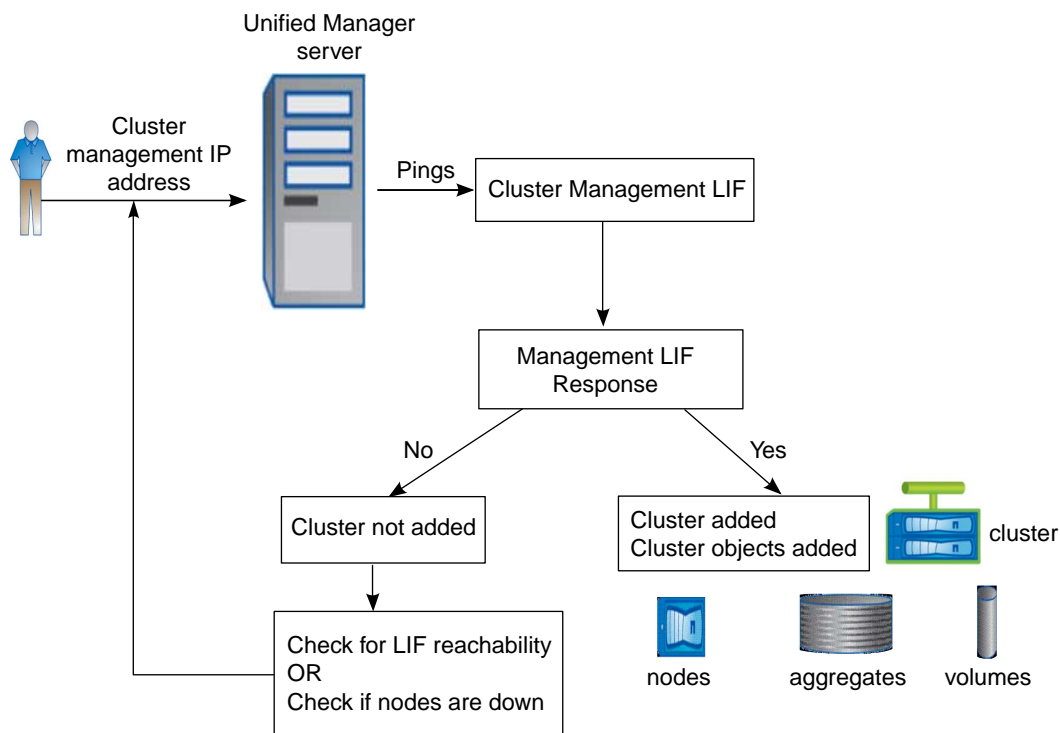 Unified Manager
server
Cluster
management IP
address
Pings
Cluster Management LIF
Management LIF
Response
No
Yes
Cluster not added
Cluster added
Cluster objects added
cluster
Check for LIF reachability
OR
Check if nodes are down
nodes
aggregates
volumes